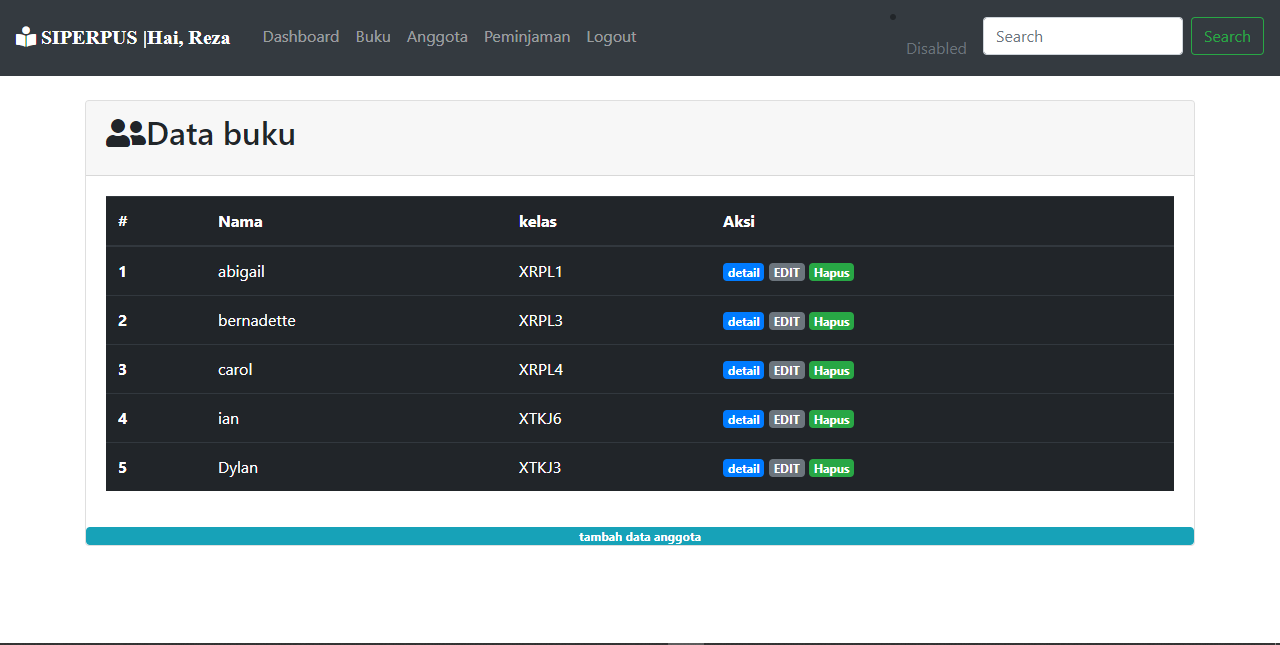 SIPERPUS |Hai, Reza Dashboard Buku Anggota Peminjaman Logout Disabled Search Search
Data buku
# Nama kelas Aksi
1 abigail XRPL1 detail EDIT Hapus
2 bernadette XRPL3 detail EDIT Hapus
3 carol XRPL4 detail EDIT Hapus
4 ian XTKJ6 detail EDIT Hapus
5 Dylan XTKJ3 detail EDIT Hapus
tambah data anggota